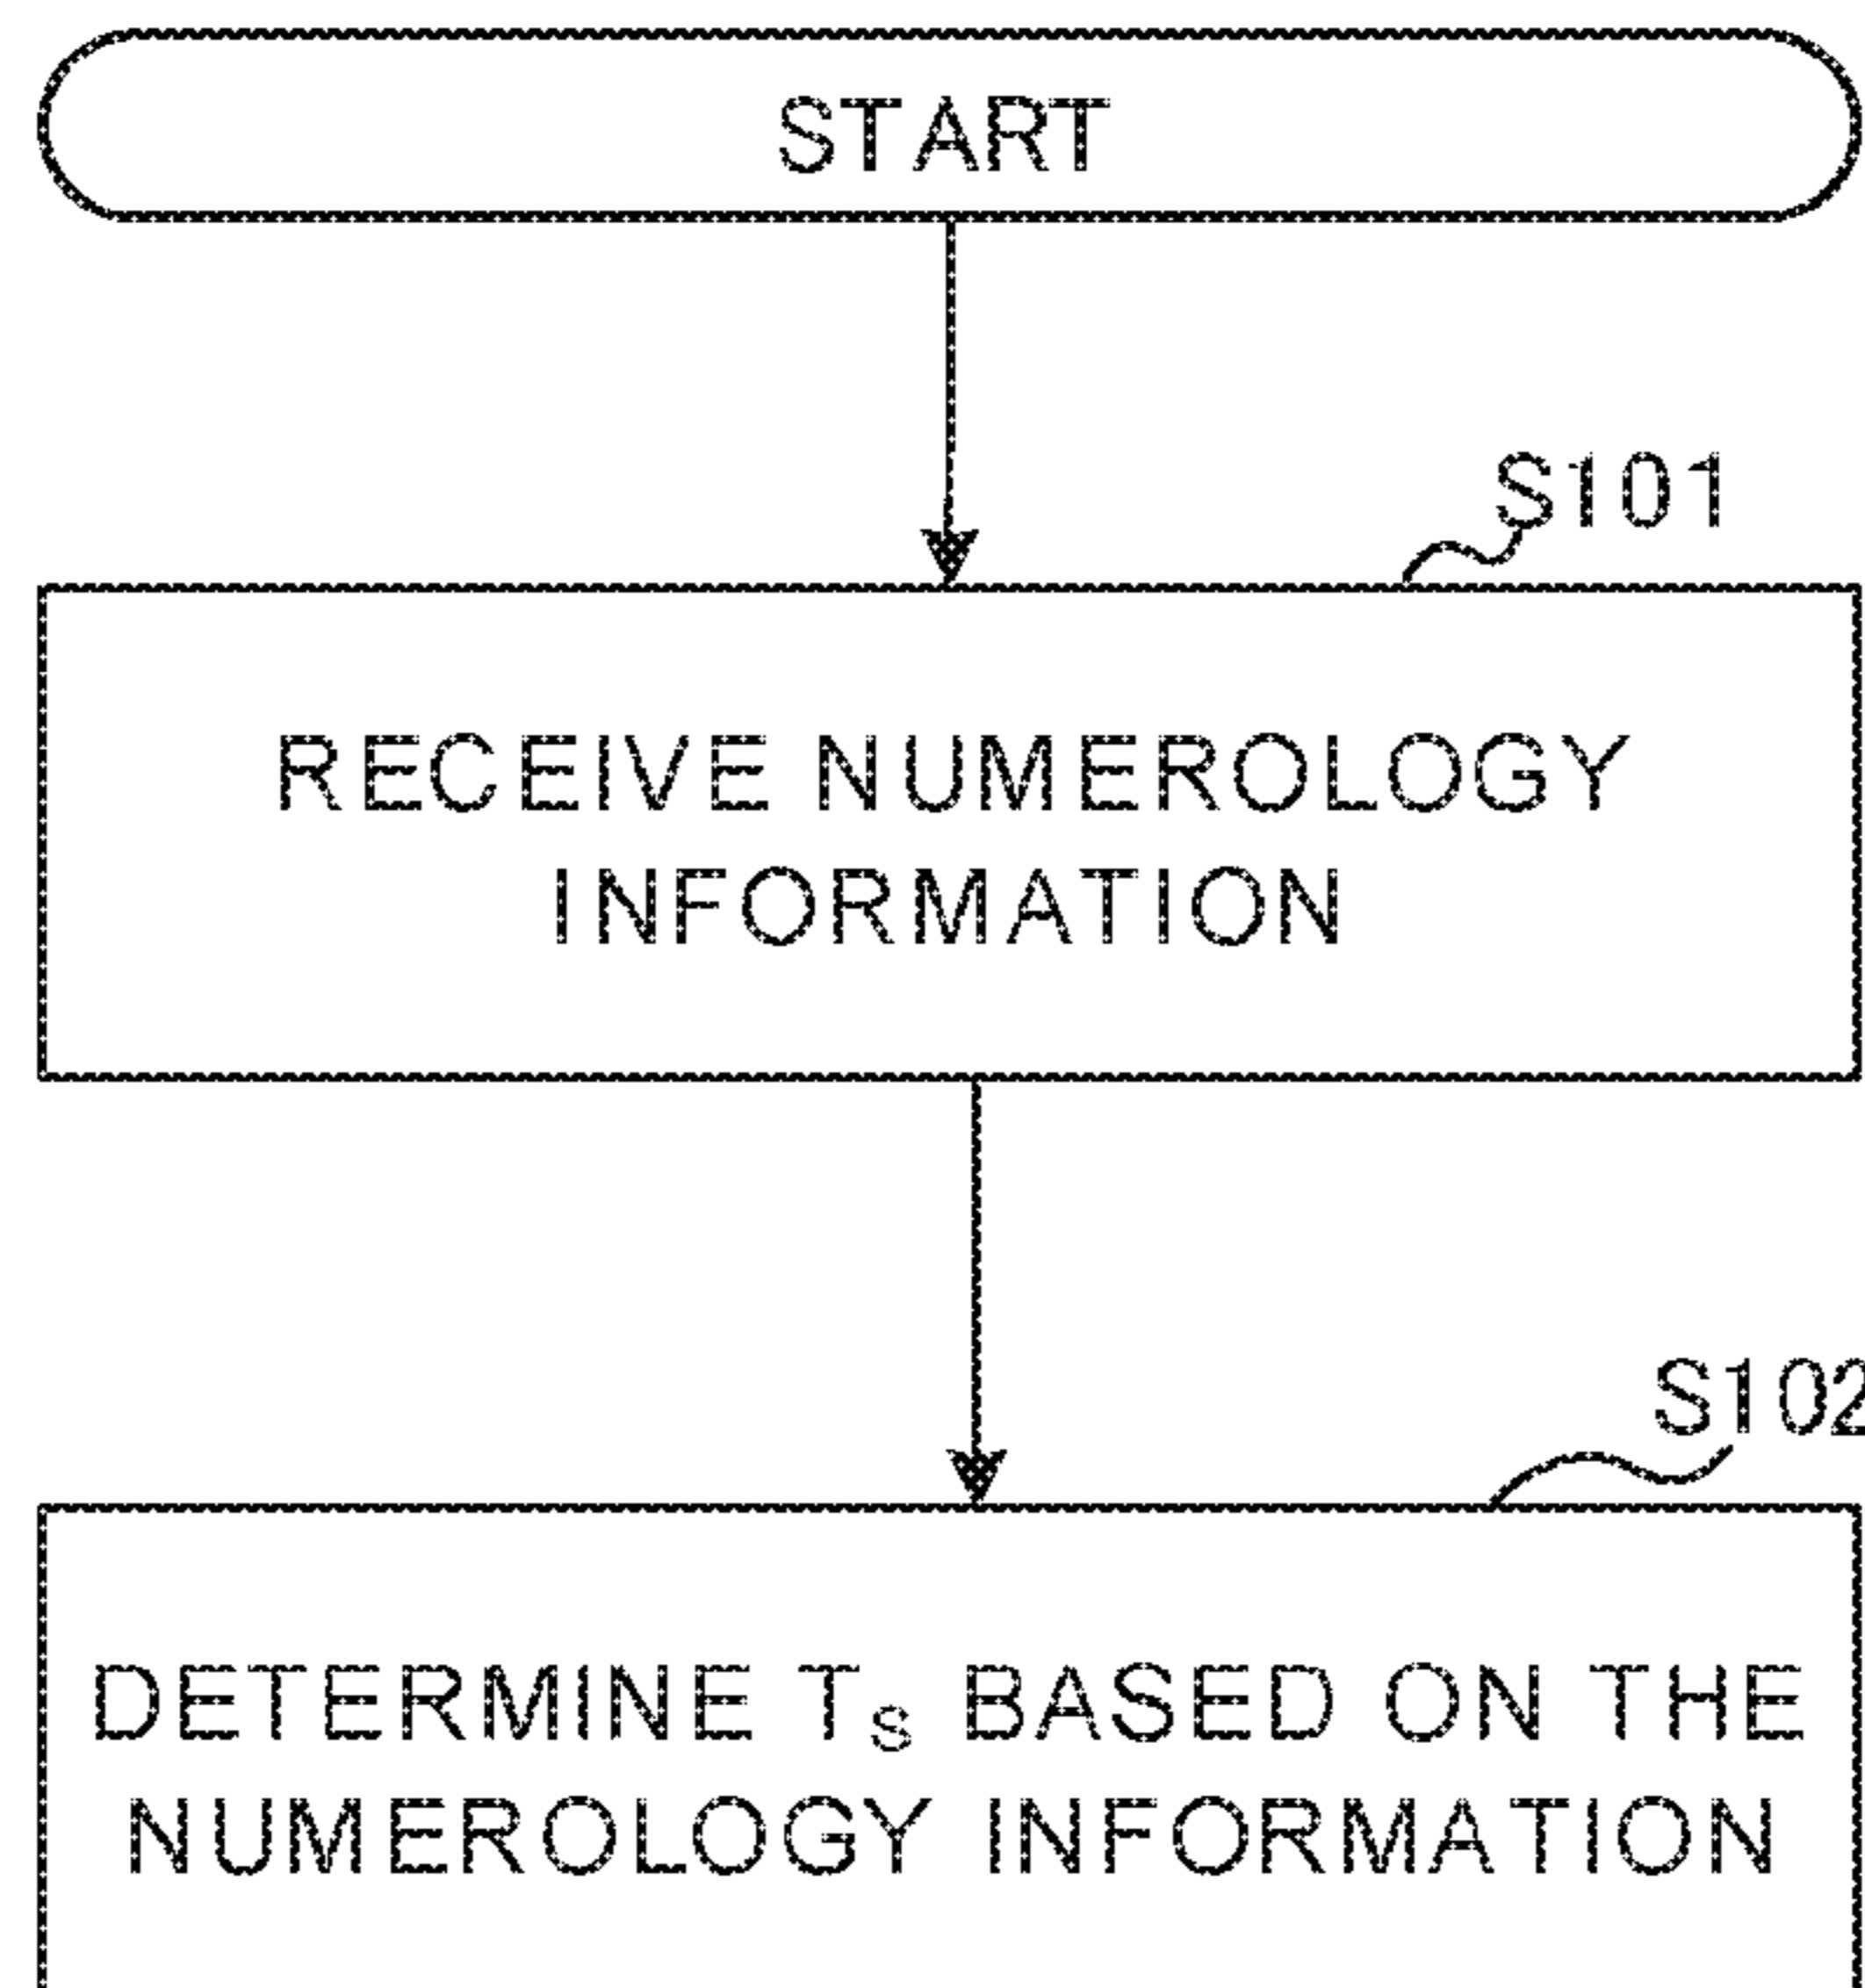 START
S101
RECEIVE NUMEROLOGY
INFORMATION
S102
DETERMINE Tₛ BASED ON THE
NUMEROLOGY INFORMATION